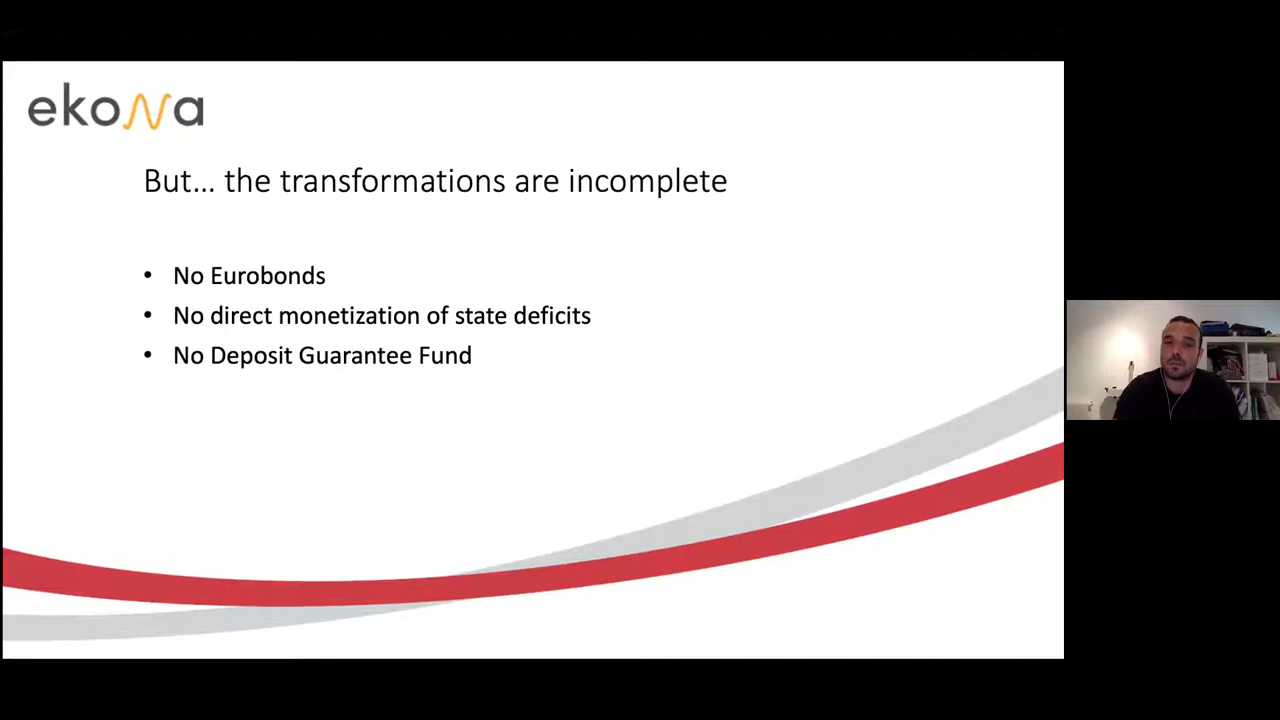 ekona
But... the transformations are incomplete
• No Eurobonds
• No direct monetization of state deficits
• No Deposit Guarantee Fund